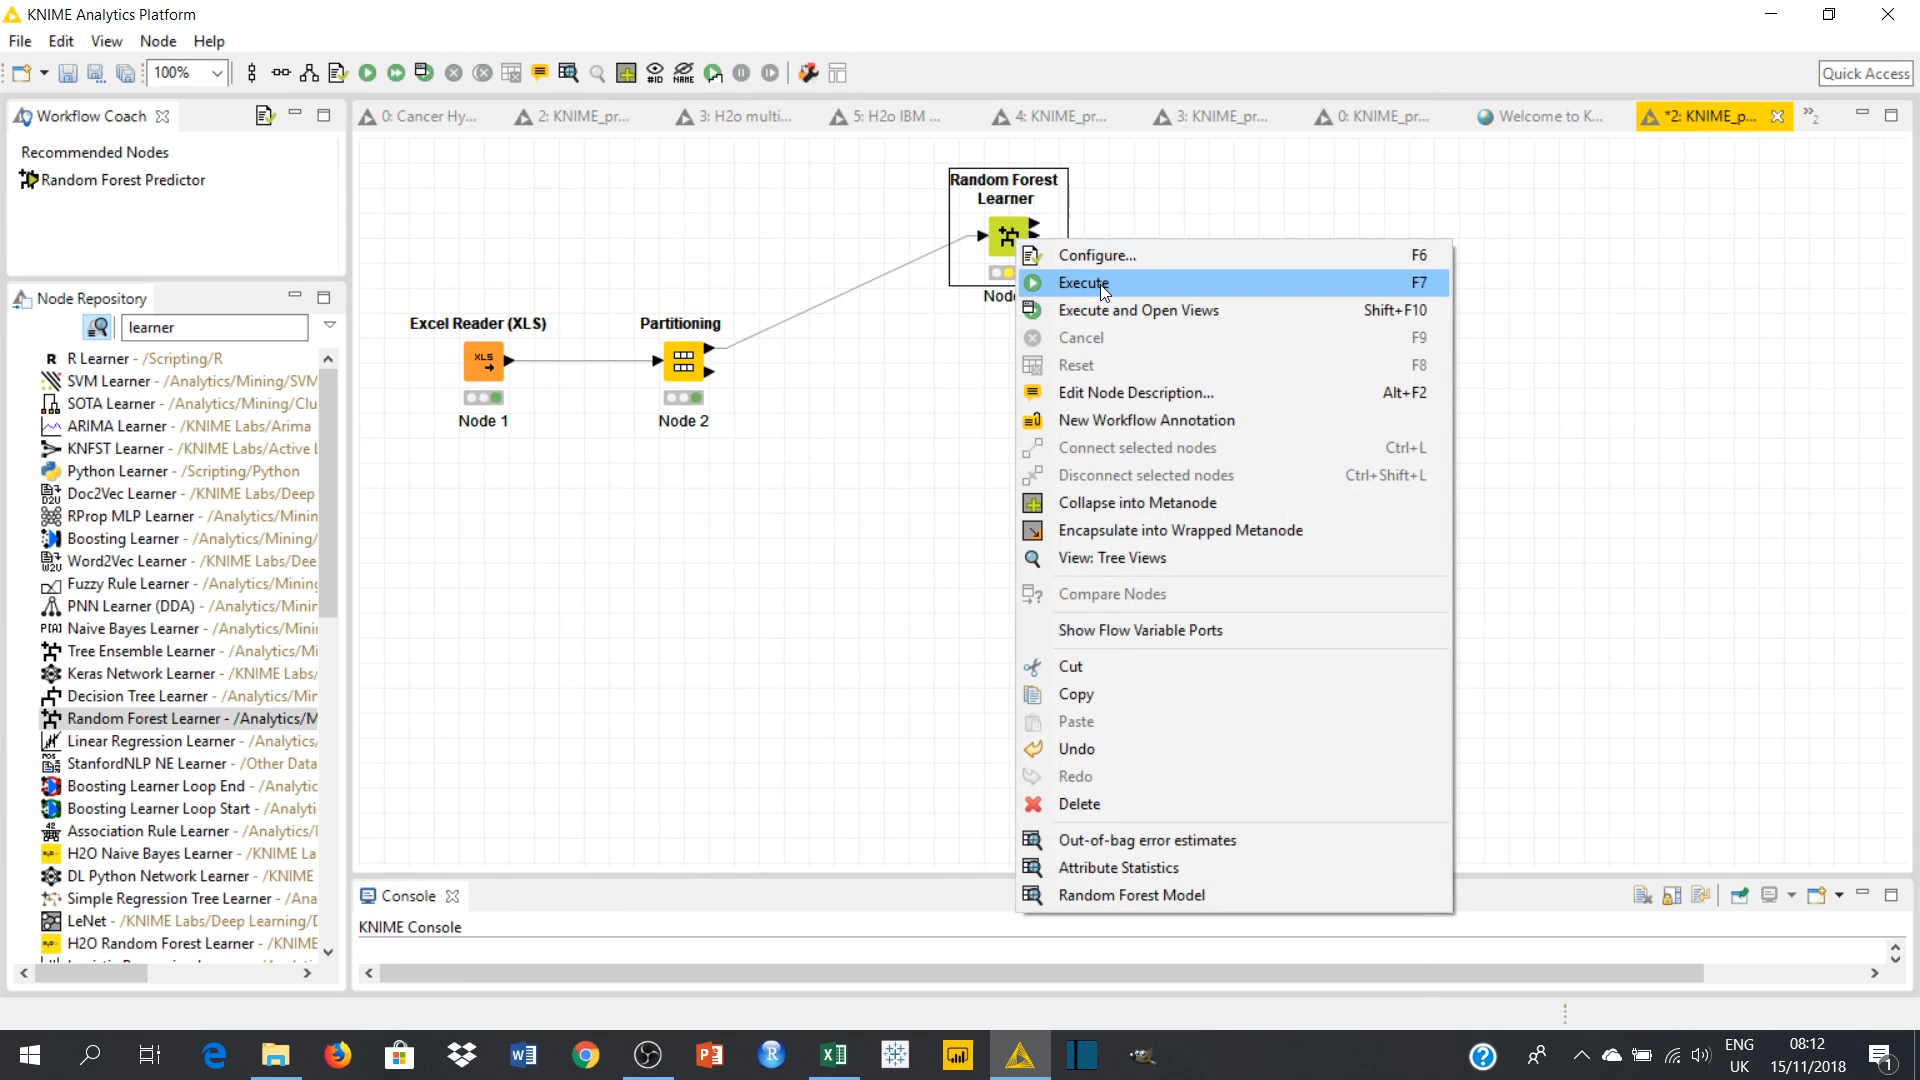 KNIME Analytics Platform
File Edit View Node Help
100%
Quick Access
Workflow Coach
Recommended Nodes
Random Forest Predictor
Node Repository
learner
R Learner - /Scripting/R
SVM Learner - /Analytics/Mining/SVM
SOTA Learner - /Analytics/Mining/Clu
ARIMA Learner - /KNIME Labs/Arima
KNFST Learner - /KNIME Labs/Active L
Python Learner - /Scripting/Python
Doc2Vec Learner - /KNIME Labs/Deep
RProp MLP Learner - /Analytics/Minin
Boosting Learner - /Analytics/Mining/
Word2Vec Learner - /KNIME Labs/Dee
Fuzzy Rule Learner - /Analytics/Mining
PNN Learner (DDA) - /Analytics/Minin
Naive Bayes Learner - /Analytics/Mini
Tree Ensemble Learner - /Analytics/Mi
Keras Network Learner - /KNIME Labs/
Decision Tree Learner - /Analytics/Min
Random Forest Learner - /Analytics/M
Linear Regression Learner - /Analytics/
StanfordNLP NE Learner - /Other Data
Boosting Learner Loop End - /Analytic
Boosting Learner Loop Start - /Analyti
Association Rule Learner - /Analytics/I
H2O Naive Bayes Learner - /KNIME La
DL Python Network Learner - /KNIME
Simple Regression Tree Learner - /Ana
LeNet - /KNIME Labs/Deep Learning/D
H2O Random Forest Learner - /KNIME
0: Cancer Hy... 2: KNIME_pr... 3: H2o multi... 5: H2o IBM ... 4: KNIME_pr... 3: KNIME_pr... 0: KNIME_pr... Welcome to K... *2: KNIME_p... »2
Random Forest
Learner
Nod
Excel Reader (XLS)
XLS
Node 1
Partitioning
Node 2
Configure... F6
Execute F7
Execute and Open Views Shift+F10
Cancel F9
Reset F8
Edit Node Description... Alt+F2
New Workflow Annotation
Connect selected nodes Ctrl+L
Disconnect selected nodes Ctrl+Shift+L
Collapse into Metanode
Encapsulate into Wrapped Metanode
View: Tree Views
Compare Nodes
Show Flow Variable Ports
Cut
Copy
Paste
Undo
Redo
Delete
Out-of-bag error estimates
Attribute Statistics
Random Forest Model
Console
KNIME Console
ENG
UK
08:12
15/11/2018
1